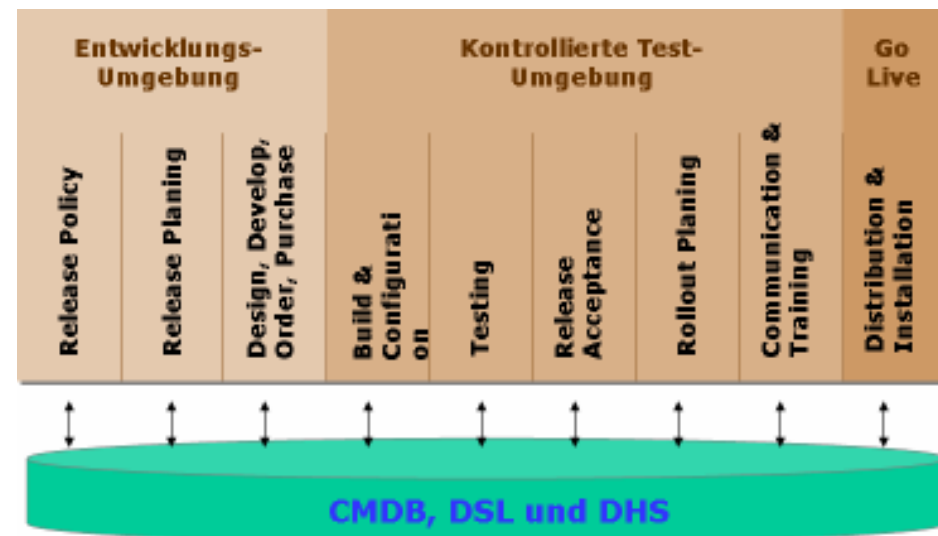 Entwicklungs-
Umgebung
Kontrollierte Test-
Umgebung
Go
Live
Release Policy
Release Planing
Design, Develop,
Order, Purchase
Build &
Configurati
on
Testing
Release
Acceptance
Rollout Planing
Communication &
Training
Distribution &
Installation
CMDB, DSL und DHS